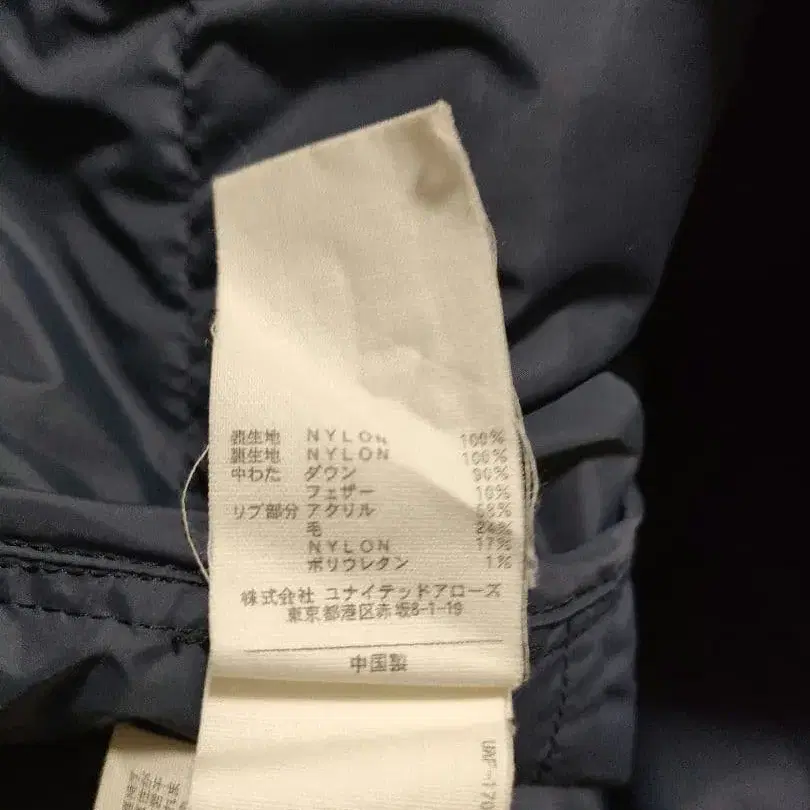 表生地 NYLON 100%
裏生地 NYLON 100%
中わた ダウン 90%
フェザー 10%
リブ部分 アクリル 58%
毛 24%
NYLON 17%
ポリウレタン 1%
株式会社 ユナイテッドアローズ
東京都港区赤坂8-1-19
中国製